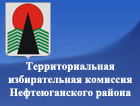 Территориальная
избирательная комиссия
Нефтеюганского района